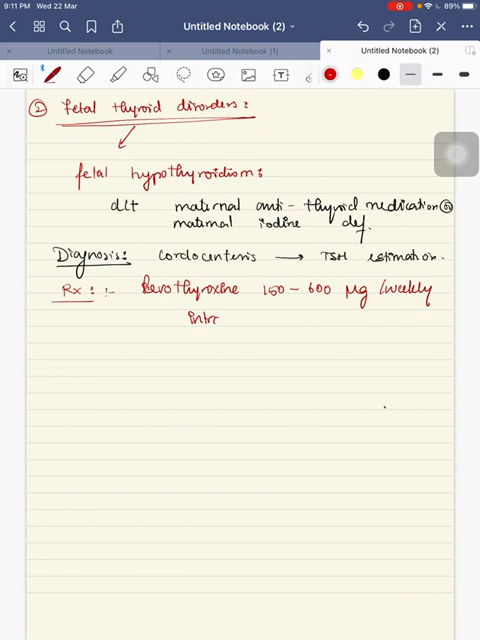 9:11 PM Wed 22 Mar
89%
Untitled Notebook (2)
Untitled Notebook
Untitled Notebook (1)
Untitled Notebook (2)
② Fetal thyroid disorders:
fetal hypothyroidism:
dlt maternal anti-thyroid medication
maternal iodine def.
Diagnosis: Cordocentesis → TSH estimation.
Rx: :- Levothyroxine 150-600 μg /weekly
intra